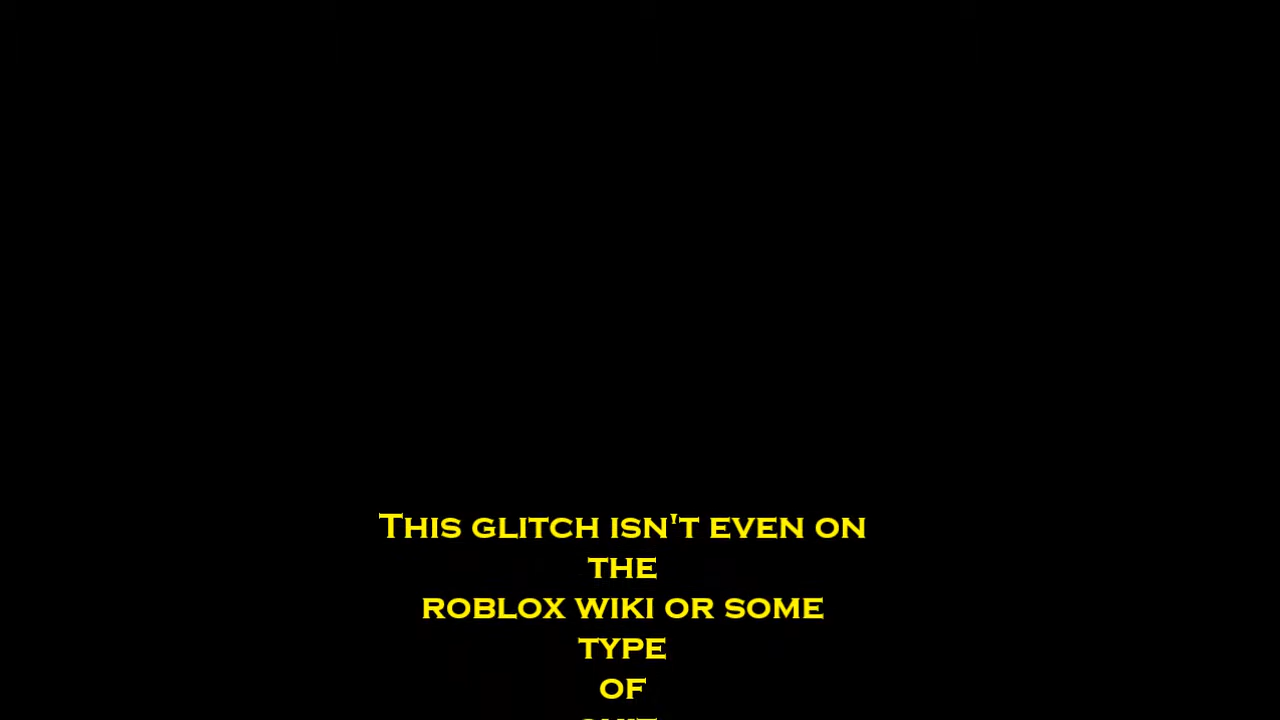 This glitch isn't even on
the
roblox wiki or some
type
of